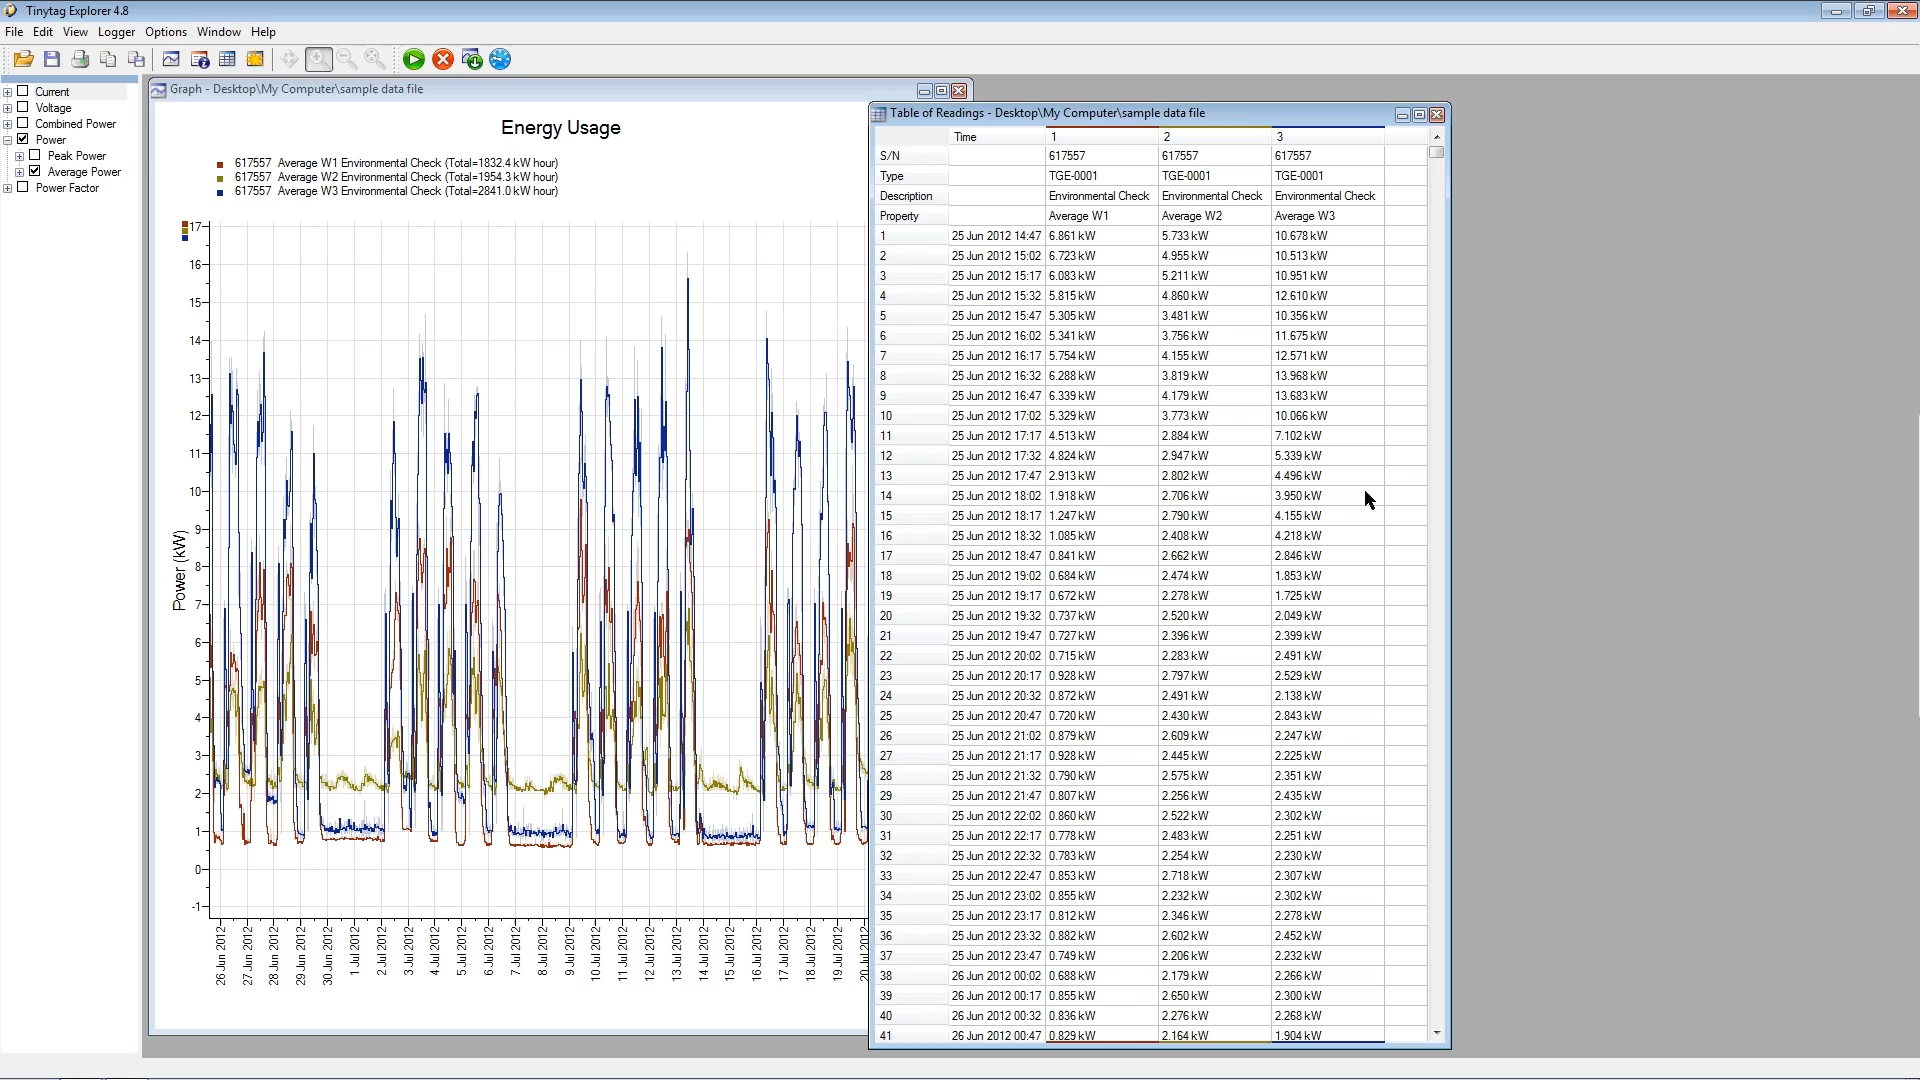 Tinytag Explorer 4.8
File Edit View Logger Options Window Help
Current
Voltage
Combined Power
Power
Peak Power
Average Power
Power Factor
Graph - Desktop\My Computer\sample data file
Energy Usage
617557 Average W1 Environmental Check (Total=1832.4 kW hour)
617557 Average W2 Environmental Check (Total=1954.3 kW hour)
617557 Average W3 Environmental Check (Total=2841.0 kW hour)
Power (kW)
17
16
15
14
13
12
11
10
9
8
7
6
5
4
3
2
1
0
-1
26 Jun 2012
27 Jun 2012
28 Jun 2012
29 Jun 2012
30 Jun 2012
1 Jul 2012
2 Jul 2012
3 Jul 2012
4 Jul 2012
5 Jul 2012
6 Jul 2012
7 Jul 2012
8 Jul 2012
9 Jul 2012
10 Jul 2012
11 Jul 2012
12 Jul 2012
13 Jul 2012
14 Jul 2012
15 Jul 2012
16 Jul 2012
17 Jul 2012
18 Jul 2012
19 Jul 2012
20 Jul 2012
Table of Readings - Desktop\My Computer\sample data file
Time 1 2 3
S/N 617557 617557 617557
Type TGE-0001 TGE-0001 TGE-0001
Description Environmental Check Environmental Check Environmental Check
Property Average W1 Average W2 Average W3
1 25 Jun 2012 14:47 6.861 kW 5.733 kW 10.678 kW
2 25 Jun 2012 15:02 6.723 kW 4.955 kW 10.513 kW
3 25 Jun 2012 15:17 6.083 kW 5.211 kW 10.951 kW
4 25 Jun 2012 15:32 5.815 kW 4.860 kW 12.610 kW
5 25 Jun 2012 15:47 5.305 kW 3.481 kW 10.356 kW
6 25 Jun 2012 16:02 5.341 kW 3.756 kW 11.675 kW
7 25 Jun 2012 16:17 5.754 kW 4.155 kW 12.571 kW
8 25 Jun 2012 16:32 6.288 kW 3.819 kW 13.968 kW
9 25 Jun 2012 16:47 6.339 kW 4.179 kW 13.683 kW
10 25 Jun 2012 17:02 5.329 kW 3.773 kW 10.066 kW
11 25 Jun 2012 17:17 4.513 kW 2.884 kW 7.102 kW
12 25 Jun 2012 17:32 4.824 kW 2.947 kW 5.339 kW
13 25 Jun 2012 17:47 2.913 kW 2.802 kW 4.496 kW
14 25 Jun 2012 18:02 1.918 kW 2.706 kW 3.950 kW
15 25 Jun 2012 18:17 1.247 kW 2.790 kW 4.155 kW
16 25 Jun 2012 18:32 1.085 kW 2.408 kW 4.218 kW
17 25 Jun 2012 18:47 0.841 kW 2.662 kW 2.846 kW
18 25 Jun 2012 19:02 0.684 kW 2.474 kW 1.853 kW
19 25 Jun 2012 19:17 0.672 kW 2.278 kW 1.725 kW
20 25 Jun 2012 19:32 0.737 kW 2.520 kW 2.049 kW
21 25 Jun 2012 19:47 0.727 kW 2.396 kW 2.399 kW
22 25 Jun 2012 20:02 0.715 kW 2.283 kW 2.491 kW
23 25 Jun 2012 20:17 0.928 kW 2.797 kW 2.529 kW
24 25 Jun 2012 20:32 0.872 kW 2.491 kW 2.138 kW
25 25 Jun 2012 20:47 0.720 kW 2.430 kW 2.843 kW
26 25 Jun 2012 21:02 0.879 kW 2.609 kW 2.247 kW
27 25 Jun 2012 21:17 0.928 kW 2.445 kW 2.225 kW
28 25 Jun 2012 21:32 0.790 kW 2.575 kW 2.351 kW
29 25 Jun 2012 21:47 0.807 kW 2.256 kW 2.435 kW
30 25 Jun 2012 22:02 0.860 kW 2.522 kW 2.302 kW
31 25 Jun 2012 22:17 0.778 kW 2.483 kW 2.251 kW
32 25 Jun 2012 22:32 0.783 kW 2.254 kW 2.230 kW
33 25 Jun 2012 22:47 0.853 kW 2.718 kW 2.307 kW
34 25 Jun 2012 23:02 0.855 kW 2.232 kW 2.302 kW
35 25 Jun 2012 23:17 0.812 kW 2.346 kW 2.278 kW
36 25 Jun 2012 23:32 0.882 kW 2.602 kW 2.452 kW
37 25 Jun 2012 23:47 0.749 kW 2.206 kW 2.232 kW
38 26 Jun 2012 00:02 0.688 kW 2.179 kW 2.266 kW
39 26 Jun 2012 00:17 0.855 kW 2.650 kW 2.300 kW
40 26 Jun 2012 00:32 0.836 kW 2.276 kW 2.268 kW
41 26 Jun 2012 00:47 0.829 kW 2.164 kW 1.904 kW